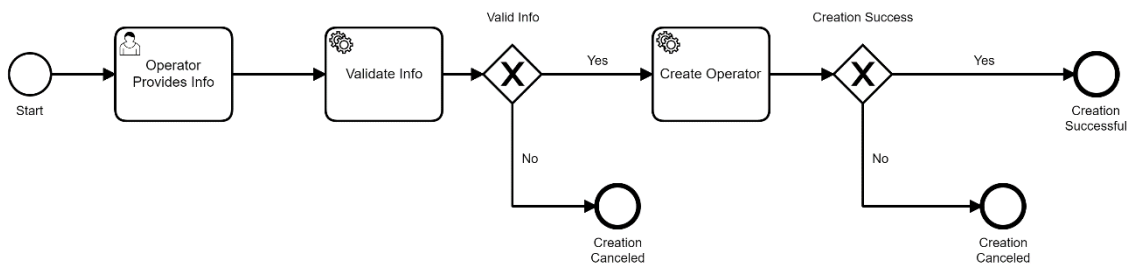 Valid Info
Creation Success
Operator
Provides Info
Validate Info
Yes
Create Operator
Yes
Start
Creation
Successful
No
No
Creation
Canceled
Creation
Canceled